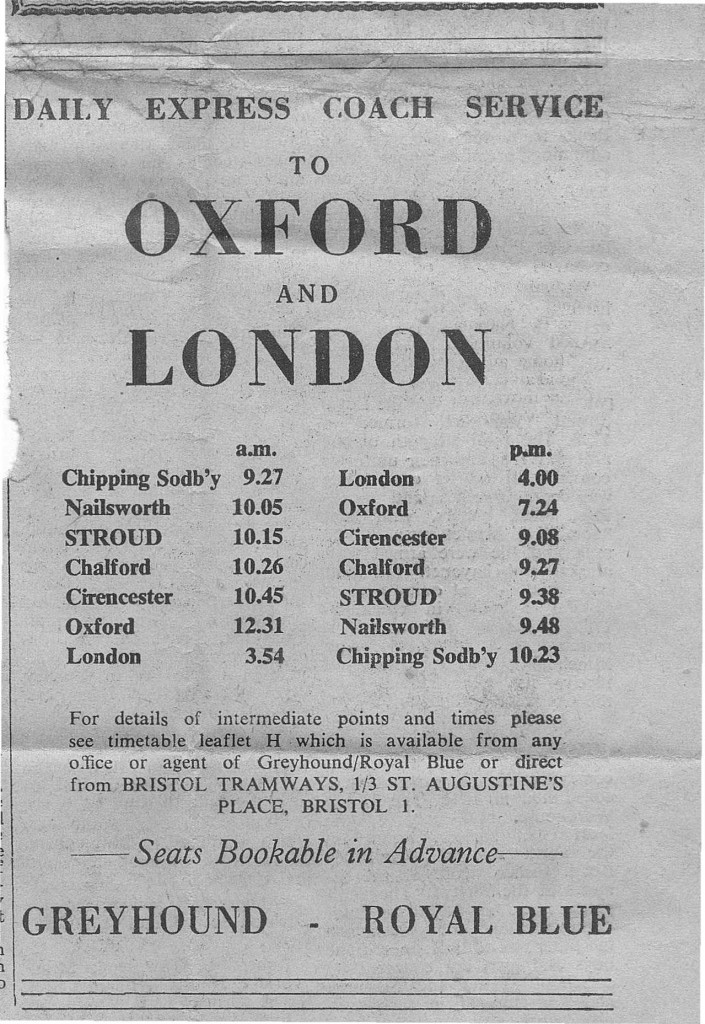 DAILY EXPRESS COACH SERVICE
TO
OXFORD
AND
LONDON
a.m.
Chipping Sodb'y 9.27
Nailsworth 10.05
STROUD 10.15
Chalford 10.26
Cirencester 10.45
Oxford 12.31
London 3.54
p.m.
London 4.00
Oxford 7.24
Cirencester 9.08
Chalford 9.27
STROUD 9.38
Nailsworth 9.48
Chipping Sodb'y 10.23
For details of intermediate points and times please
see timetable leaflet H which is available from any
office or agent of Greyhound/Royal Blue or direct
from BRISTOL TRAMWAYS, 1/3 ST. AUGUSTINE'S
PLACE, BRISTOL 1.
Seats Bookable in Advance
GREYHOUND - ROYAL BLUE